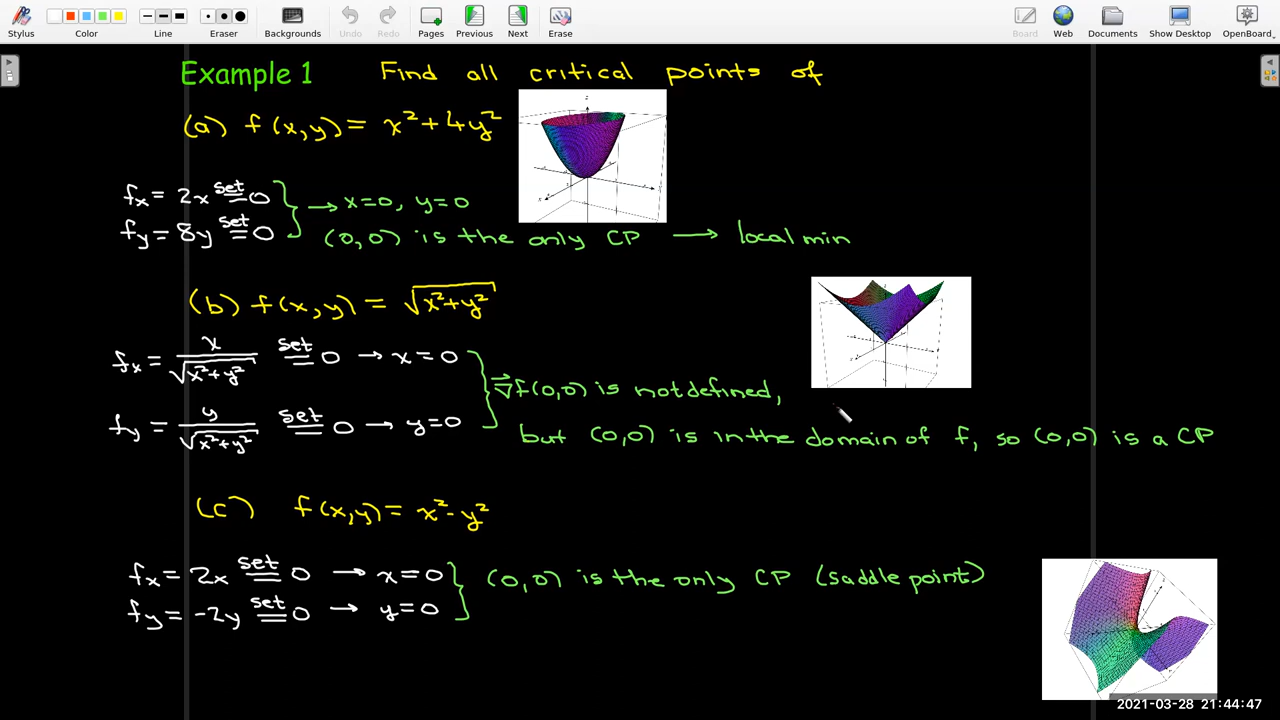 Stylus Color Line Eraser Backgrounds Undo Redo Pages Previous Next Erase Board Web Documents Show Desktop OpenBoard
Example 1 Find all critical points of
(a) f(x,y) = x²+4y²
fx = 2x set= 0 → x=0, y=0
fy = 8y set= 0 (0,0) is the only CP → local min
(b) f(x,y) = √(x²+y²)
fx = x/√(x²+y²) set= 0 → x=0
∇⃗f(0,0) is not defined,
fy = y/√(x²+y²) set= 0 → y=0
but (0,0) is in the domain of f, so (0,0) is a CP
(c) f(x,y) = x²-y²
fx = 2x set= 0 → x=0 (0,0) is the only CP (saddle point)
fy = -2y set= 0 → y=0
2021-03-28 21:44:47